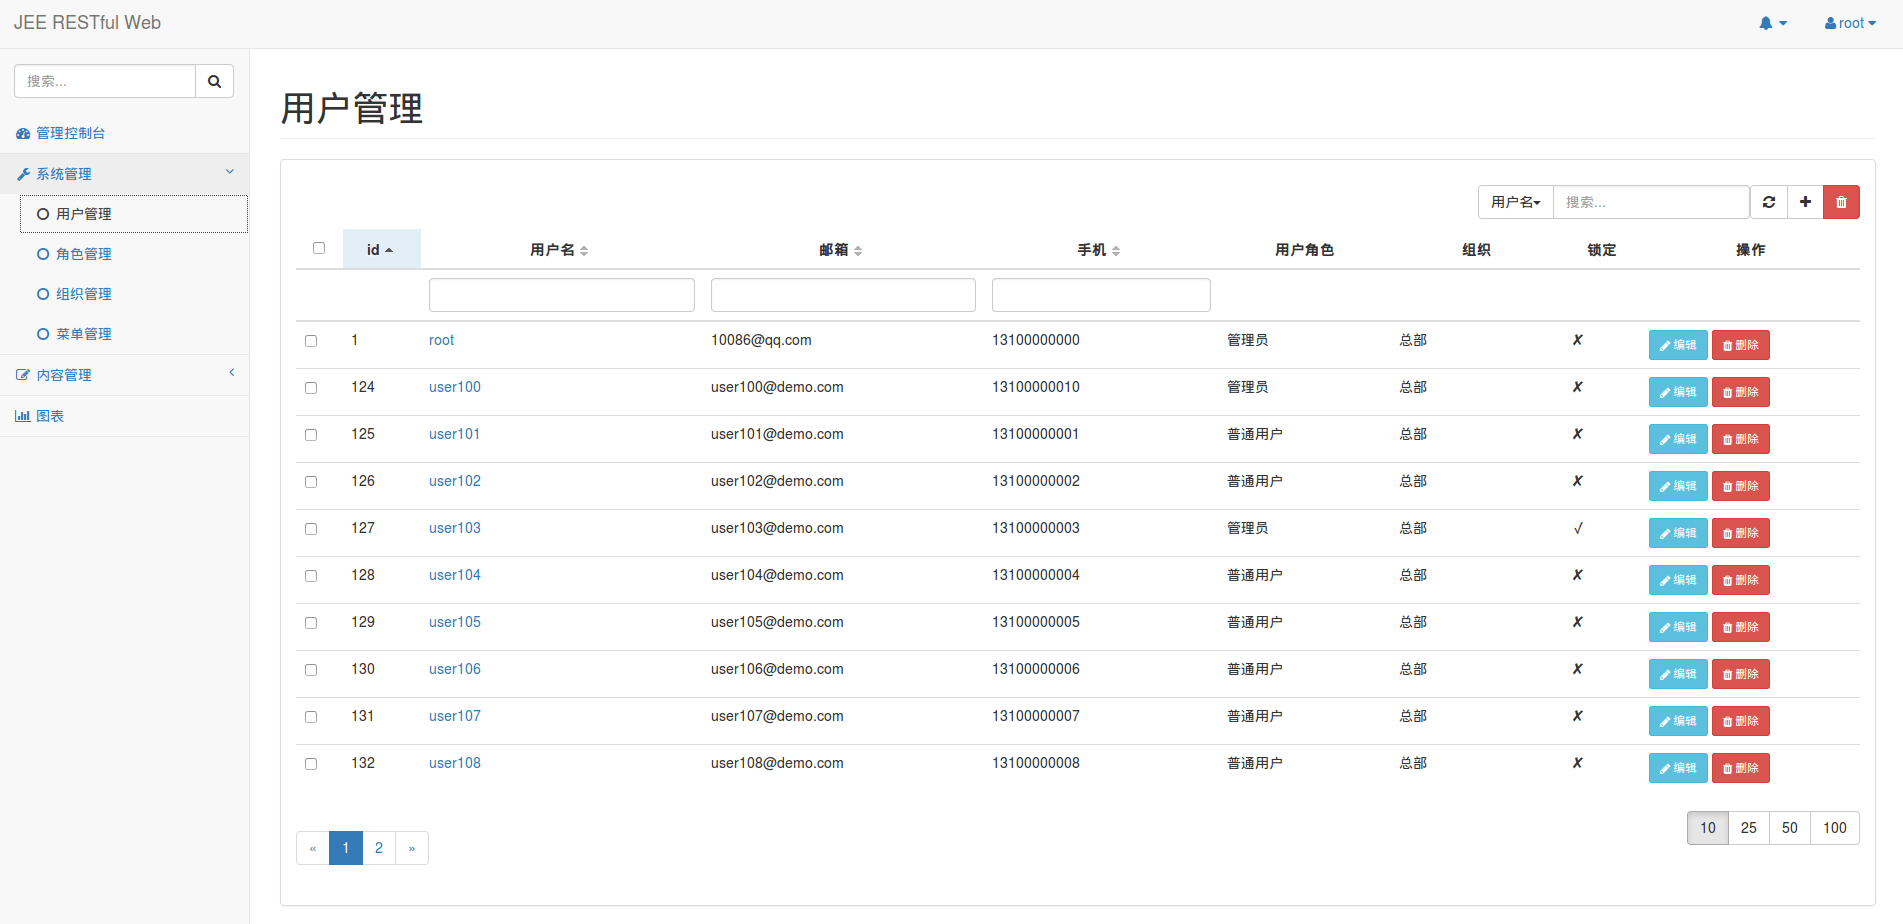 JEE RESTful Web
root
搜索...
管理控制台
系统管理
用户管理
角色管理
组织管理
菜单管理
内容管理
图表
用户管理
用户名 搜索...
id 用户名 邮箱 手机 用户角色 组织 锁定 操作
1 root 10086@qq.com 13100000000 管理员 总部 ✗ 编辑 删除
124 user100 user100@demo.com 13100000010 管理员 总部 ✗ 编辑 删除
125 user101 user101@demo.com 13100000001 普通用户 总部 ✗ 编辑 删除
126 user102 user102@demo.com 13100000002 普通用户 总部 ✗ 编辑 删除
127 user103 user103@demo.com 13100000003 管理员 总部 √ 编辑 删除
128 user104 user104@demo.com 13100000004 普通用户 总部 ✗ 编辑 删除
129 user105 user105@demo.com 13100000005 普通用户 总部 ✗ 编辑 删除
130 user106 user106@demo.com 13100000006 普通用户 总部 ✗ 编辑 删除
131 user107 user107@demo.com 13100000007 普通用户 总部 ✗ 编辑 删除
132 user108 user108@demo.com 13100000008 普通用户 总部 ✗ 编辑 删除
10 25 50 100
« 1 2 »